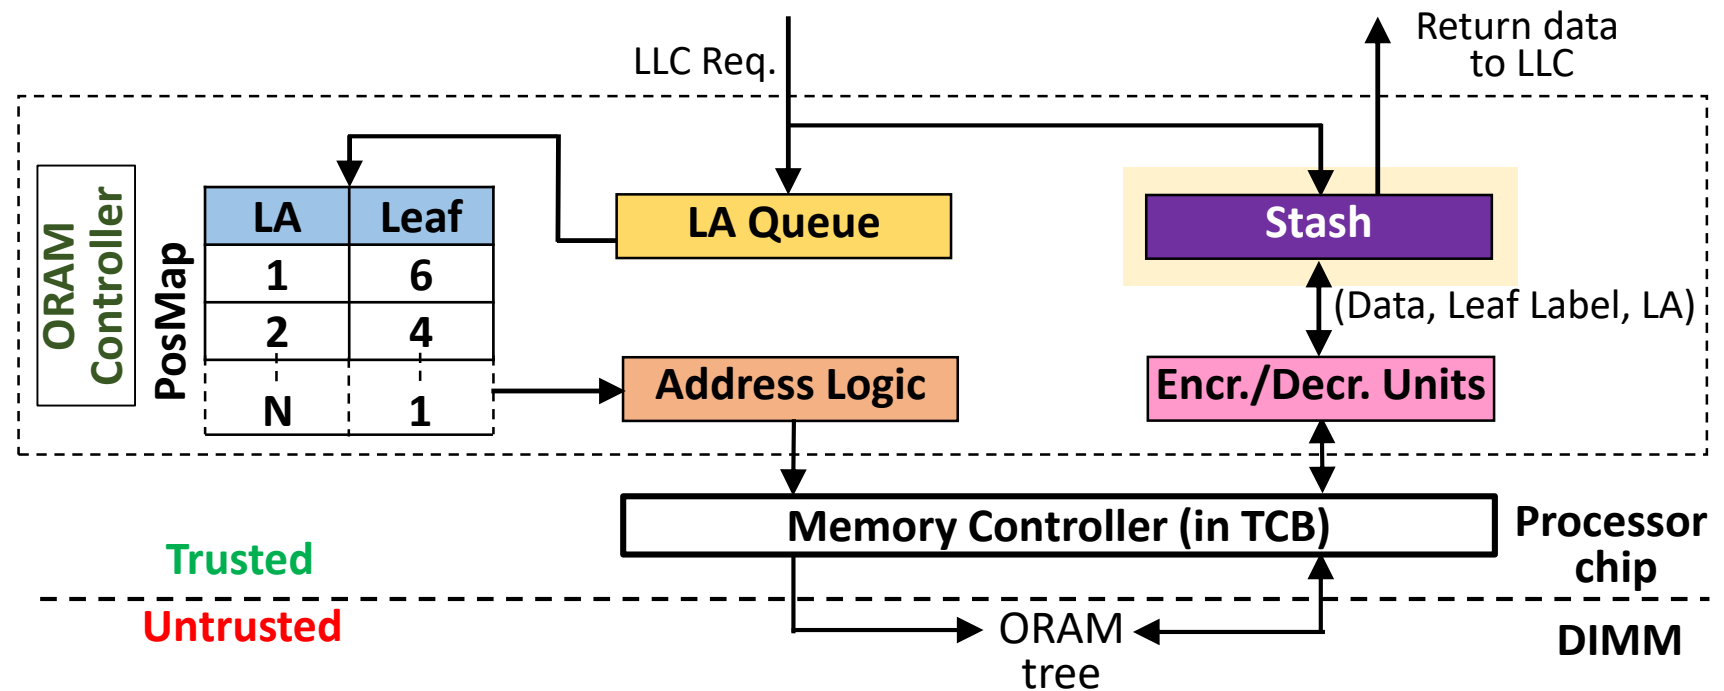 LLC Req.
Return data
to LLC
ORAM
Controller
PosMap
LA Leaf
1 6
2 4
N 1
LA Queue
Stash
(Data, Leaf Label, LA)
Address Logic
Encr./Decr. Units
Memory Controller (in TCB)
Processor
chip
Trusted
Untrusted
ORAM
tree
DIMM